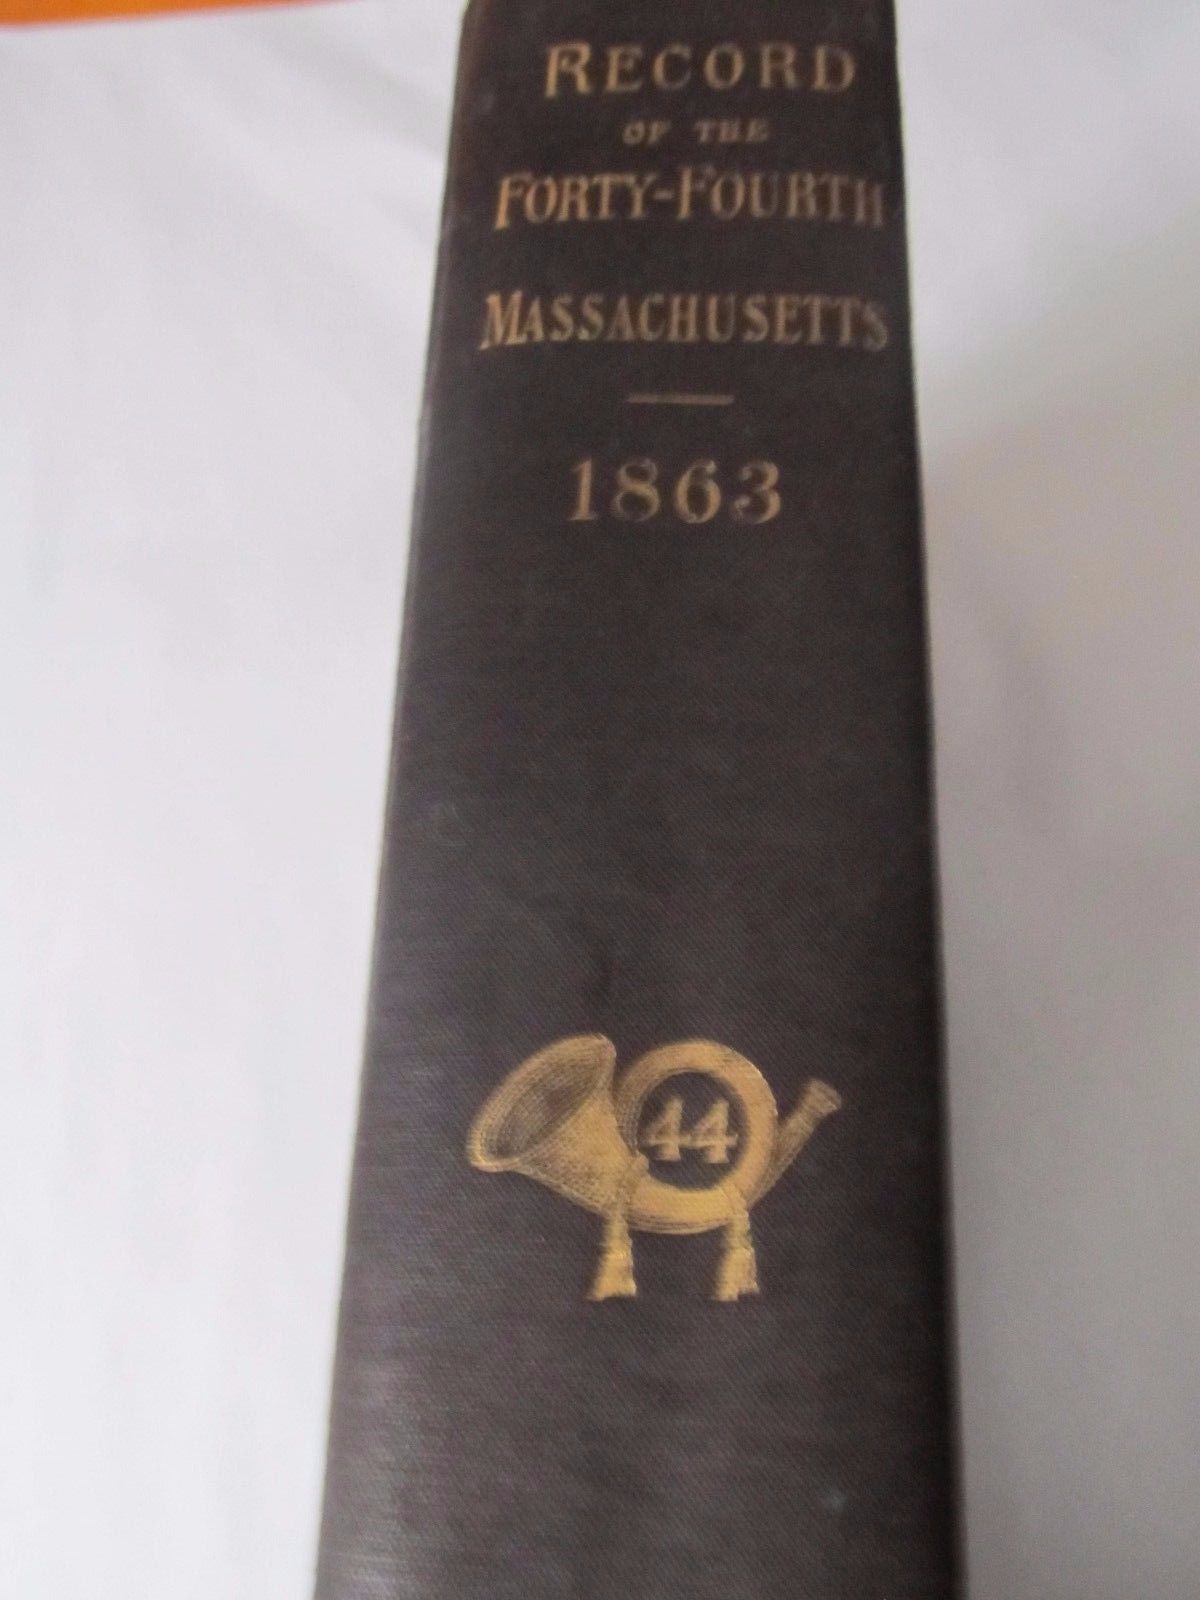 RECORD
OF THE
FORTY-FOURTH
MASSACHUSETTS
1863
44